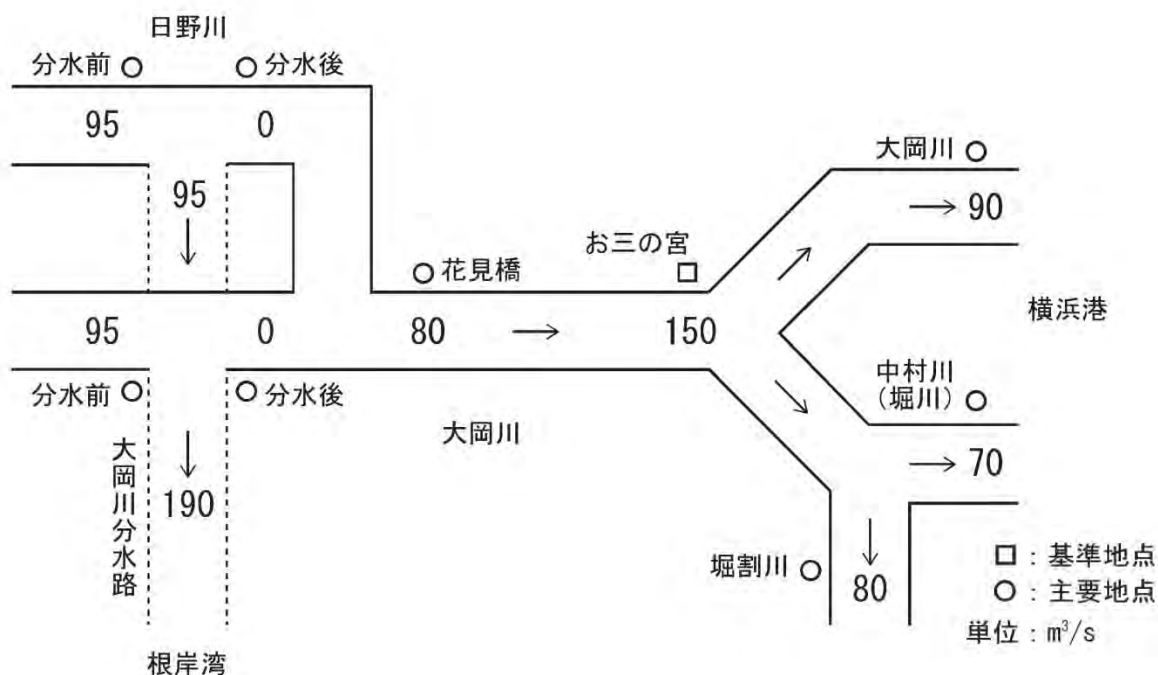 日野川
分水前
分水後
95
0
95
大岡川
90
お三の宮
花見橋
95
0
80
150
横浜港
中村川
(堀川)
分水前
分水後
大岡川
70
大岡川分水路
190
堀割川
80
□:基準地点
○:主要地点
単位:m³/s
根岸湾